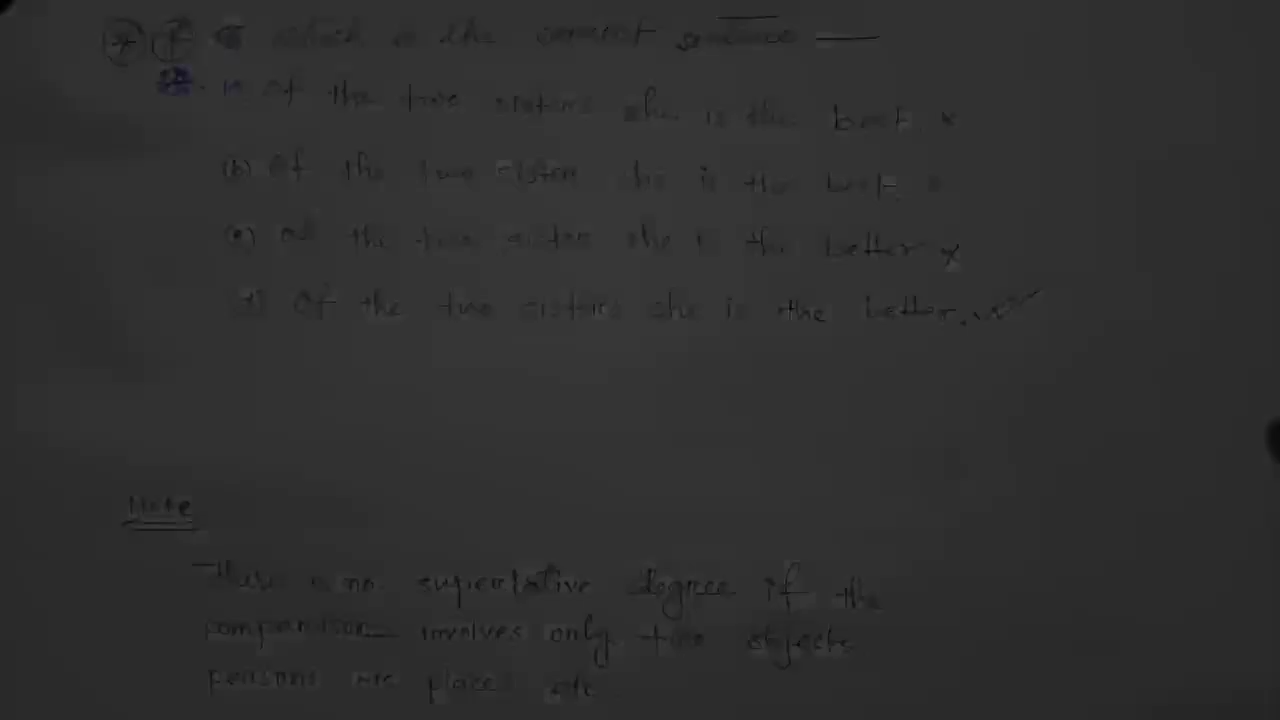 which is the correct sentence
Of the two sisters she is the best. x
(b) Of the two sister she is the best. x
(c) Of the two sister she is the better x
Of the two sisters she is the better.
Note
There is no superlative degree if the
comparison involves only two objects
persons or places etc